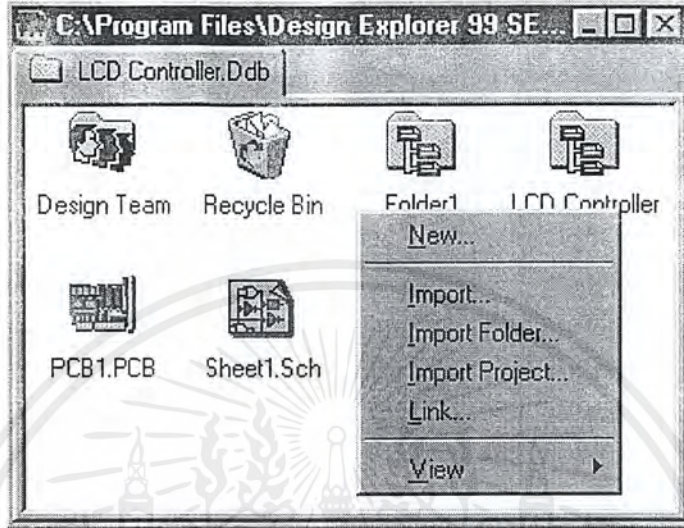 C:\Program Files\Design Explorer 99 SE...
LCD Controller.Ddb
Design Team Recycle Bin Folder1 LCD Controller
New...
Import...
Import Folder...
PCB1.PCB Sheet1.Sch Import Project...
Link...
View